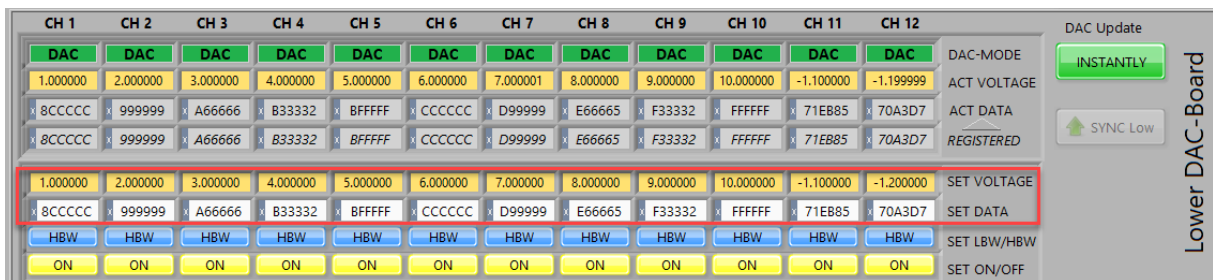 CH 1 CH 2 CH 3 CH 4 CH 5 CH 6 CH 7 CH 8 CH 9 CH 10 CH 11 CH 12 DAC Update
DAC DAC DAC DAC DAC DAC DAC DAC DAC DAC DAC DAC DAC-MODE INSTANTLY
1.000000 2.000000 3.000000 4.000000 5.000000 6.000000 7.000001 8.000000 9.000000 10.000000 -1.100000 -1.199999 ACT VOLTAGE
x 8CCCCC x 999999 x A66666 x B33332 x BFFFFF x CCCCCC x D99999 x E66665 x F33332 x FFFFFF x 71EB85 x 70A3D7 ACT DATA SYNC Low
x 8CCCCC x 999999 x A66666 x B33332 x BFFFFF x CCCCCC x D99999 x E66665 x F33332 x FFFFFF x 71EB85 x 70A3D7 REGISTERED
1.000000 2.000000 3.000000 4.000000 5.000000 6.000000 7.000000 8.000000 9.000000 10.000000 -1.100000 -1.200000 SET VOLTAGE
x 8CCCCC x 999999 x A66666 x B33332 x BFFFFF x CCCCCC x D99999 x E66665 x F33332 x FFFFFF x 71EB85 x 70A3D7 SET DATA
HBW HBW HBW HBW HBW HBW HBW HBW HBW HBW HBW HBW SET LBW/HBW
ON ON ON ON ON ON ON ON ON ON ON ON SET ON/OFF
Lower DAC-Board